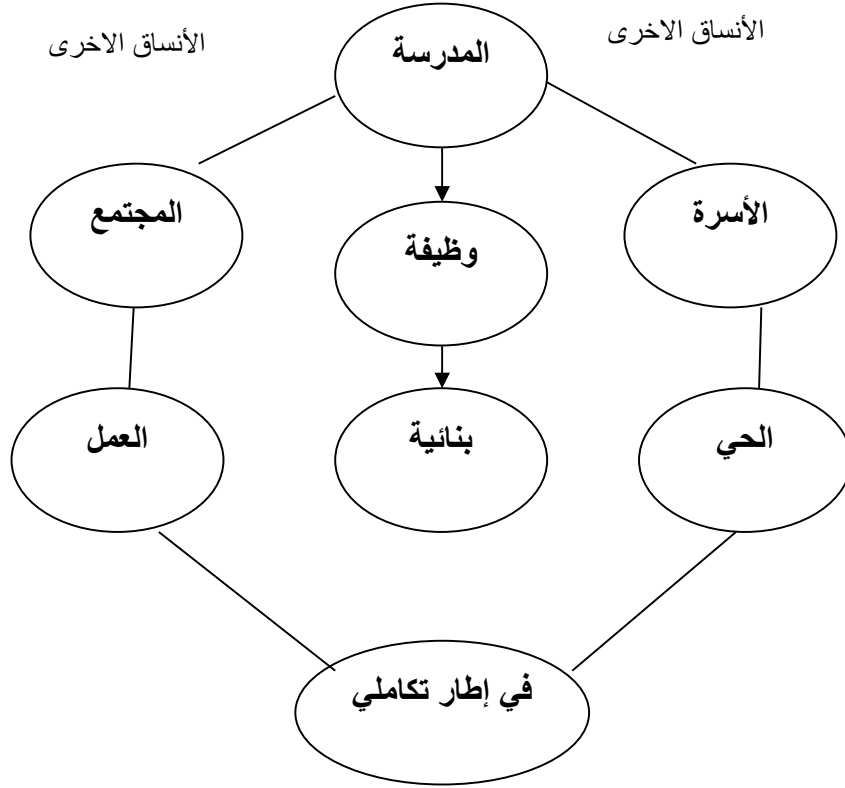 الأنساق الاخرى
المدرسة
الأنساق الاخرى
الأسرة
وظيفة
المجتمع
الحي
بنائية
العمل
في إطار تكاملي